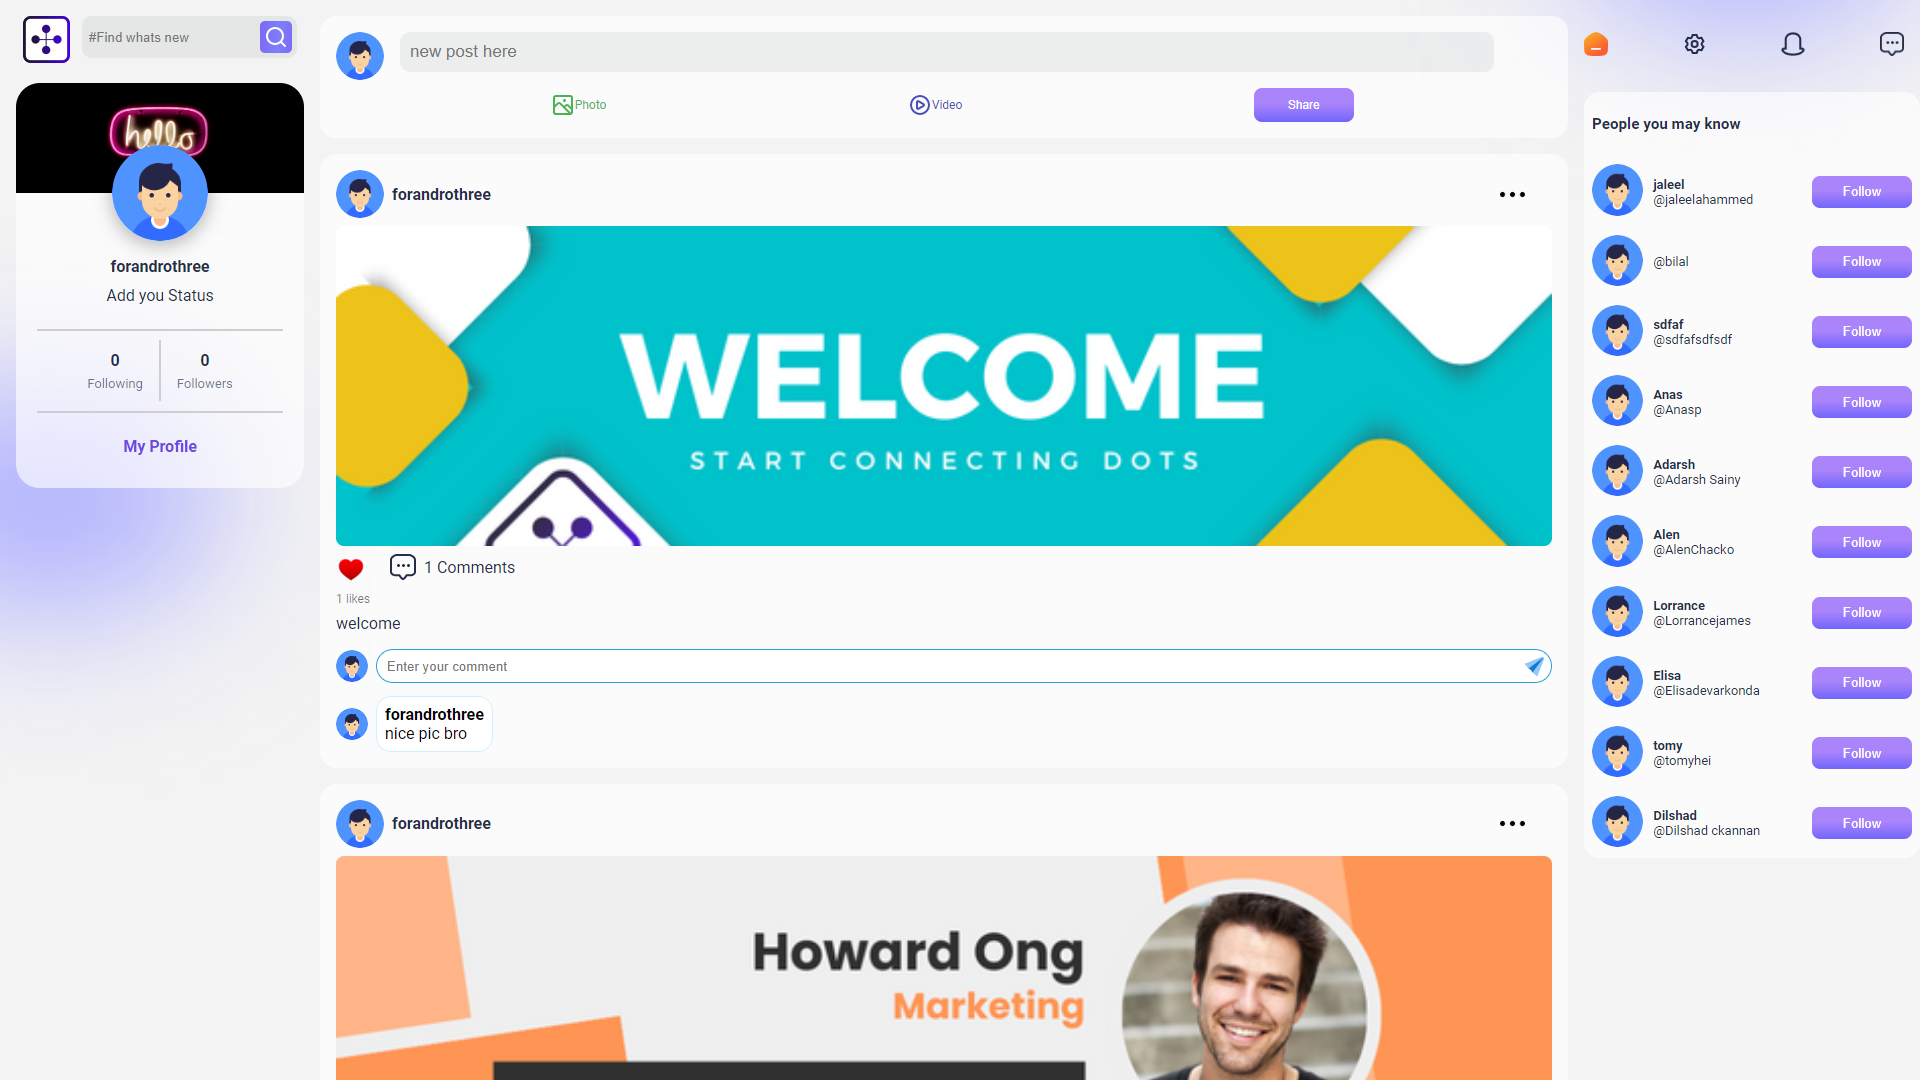 #Find whats new
hello
forandrothree
Add you Status
0
Following
0
Followers
My Profile
new post here
Photo
Video
Share
forandrothree
WELCOME
START CONNECTING DOTS
1 Comments
1 likes
welcome
Enter your comment
forandrothree
nice pic bro
forandrothree
Howard Ong
Marketing
People you may know
jaleel
@jaleelahammed
Follow
@bilal
Follow
sdfaf
@sdfafsdfsdf
Follow
Anas
@Anasp
Follow
Adarsh
@Adarsh Sainy
Follow
Alen
@AlenChacko
Follow
Lorrance
@Lorrancejames
Follow
Elisa
@Elisadevarkonda
Follow
tomy
@tomyhei
Follow
Dilshad
@Dilshad ckannan
Follow